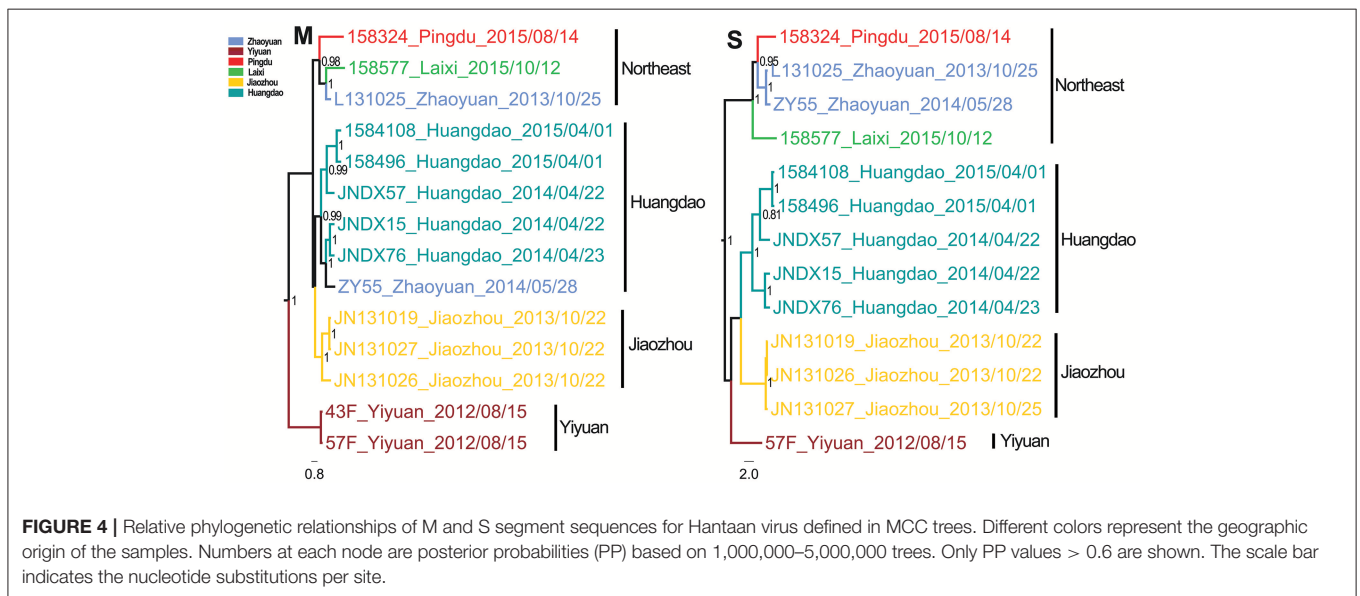 M
Zhaoyuan
Yiyuan
Pingdu
Laixi
Jiaozhou
Huangdao
158324_Pingdu_2015/08/14
0.98
158577_Laixi_2015/10/12
1
L131025_Zhaoyuan_2013/10/25
Northeast
1584108_Huangdao_2015/04/01
1
158496_Huangdao_2015/04/01
0.99
JNDX57_Huangdao_2014/04/22
0.99
JNDX15_Huangdao_2014/04/22
1
JNDX76_Huangdao_2014/04/23
1
ZY55_Zhaoyuan_2014/05/28
Huangdao
1
JN131019_Jiaozhou_2013/10/22
1
JN131027_Jiaozhou_2013/10/22
1
JN131026_Jiaozhou_2013/10/22
Jiaozhou
43F_Yiyuan_2012/08/15
57F_Yiyuan_2012/08/15
Yiyuan
0.8
S
158324_Pingdu_2015/08/14
0.95
L131025_Zhaoyuan_2013/10/25
1
1
ZY55_Zhaoyuan_2014/05/28
158577_Laixi_2015/10/12
Northeast
1584108_Huangdao_2015/04/01
1
158496_Huangdao_2015/04/01
0.81
JNDX57_Huangdao_2014/04/22
1
1
JNDX15_Huangdao_2014/04/22
1
JNDX76_Huangdao_2014/04/23
Huangdao
JN131019_Jiaozhou_2013/10/22
1
JN131026_Jiaozhou_2013/10/22
JN131027_Jiaozhou_2013/10/25
Jiaozhou
57F_Yiyuan_2012/08/15
Yiyuan
2.0
FIGURE 4 | Relative phylogenetic relationships of M and S segment sequences for Hantaan virus defined in MCC trees. Different colors represent the geographic
origin of the samples. Numbers at each node are posterior probabilities (PP) based on 1,000,000–5,000,000 trees. Only PP values > 0.6 are shown. The scale bar
indicates the nucleotide substitutions per site.